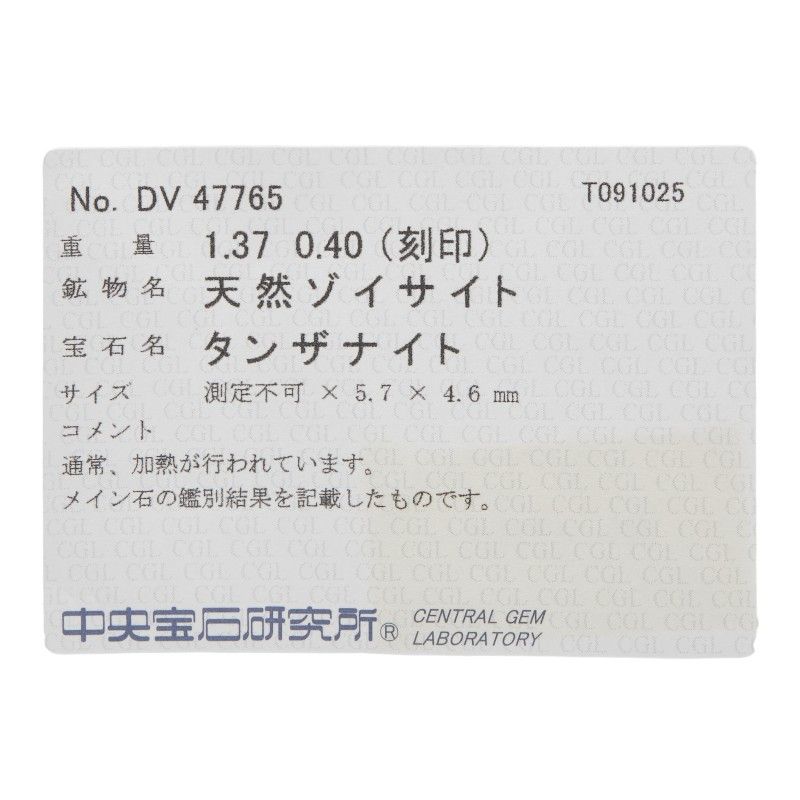 No. DV 47765 T091025
重量 1.37 0.40 (刻印)
鉱物名 天然ゾイサイト
宝石名 タンザナイト
サイズ 測定不可 × 5.7 × 4.6 mm
コメント
通常、加熱が行われています。
メイン石の鑑別結果を記載したものです。
中央宝石研究所® CENTRAL GEM
LABORATORY